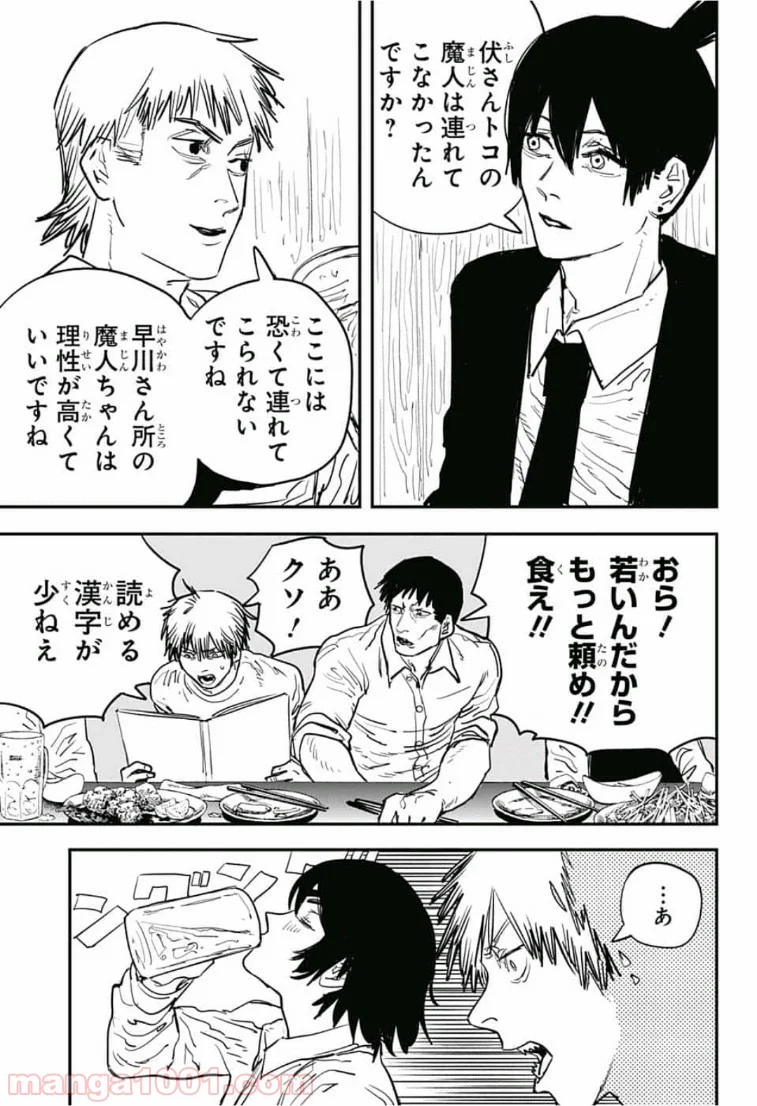 伏さんトコの
魔人は連れて
こなかったん
ですか?
ここには
恐くて連れて
こられない
ですね
早川さん所の
魔人ちゃんは
理性が高くて
いいですね
おら!
若いんだから
もっと頼め!!
食え!!
ああ
クソ!
読める
漢字が
少ねえ
…あ
manga1001.com